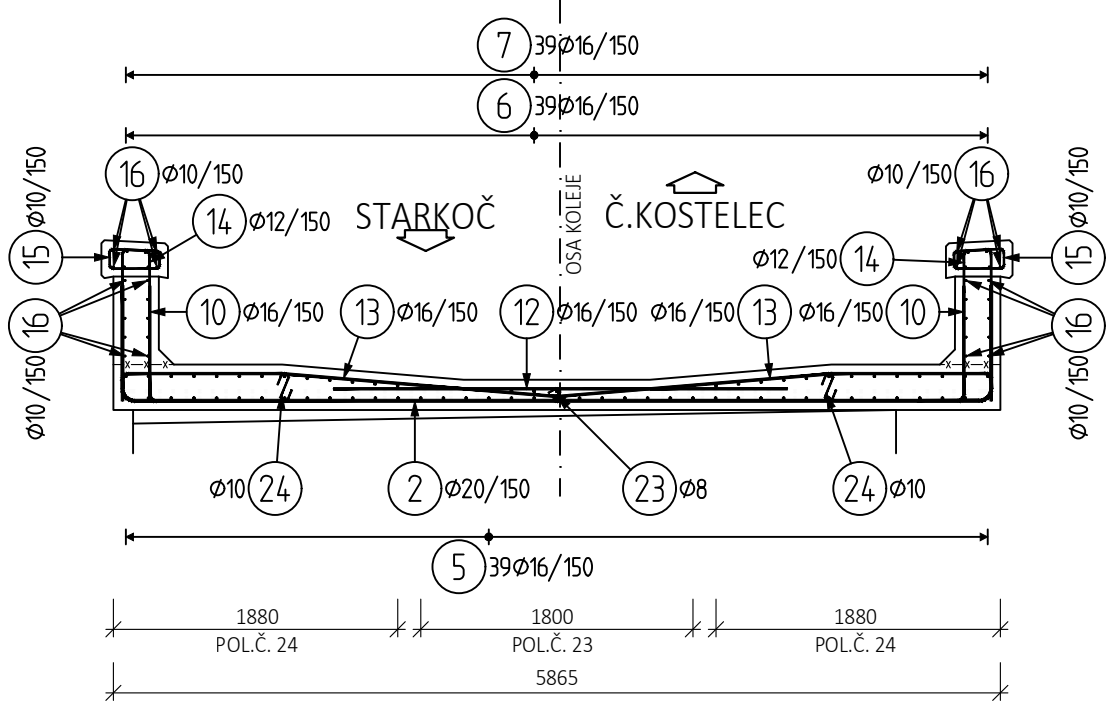 7 39Ø16/150
6 39Ø16/150
16 Ø10/150
Ø10/150 16
Ø10/150
Ø10/150
OSA KOLEJE
STARKOČ
Č.KOSTELEC
14 Ø12/150
Ø12/150 14
15
15
16
10 Ø16/150
13 Ø16/150
12 Ø16/150
Ø16/150 13
Ø16/150 10
16
Ø10/150
Ø10/150
Ø10 24
2 Ø20/150
23 Ø8
24 Ø10
5 39Ø16/150
1880
1800
1880
POL.Č. 24
POL.Č. 23
POL.Č. 24
5865